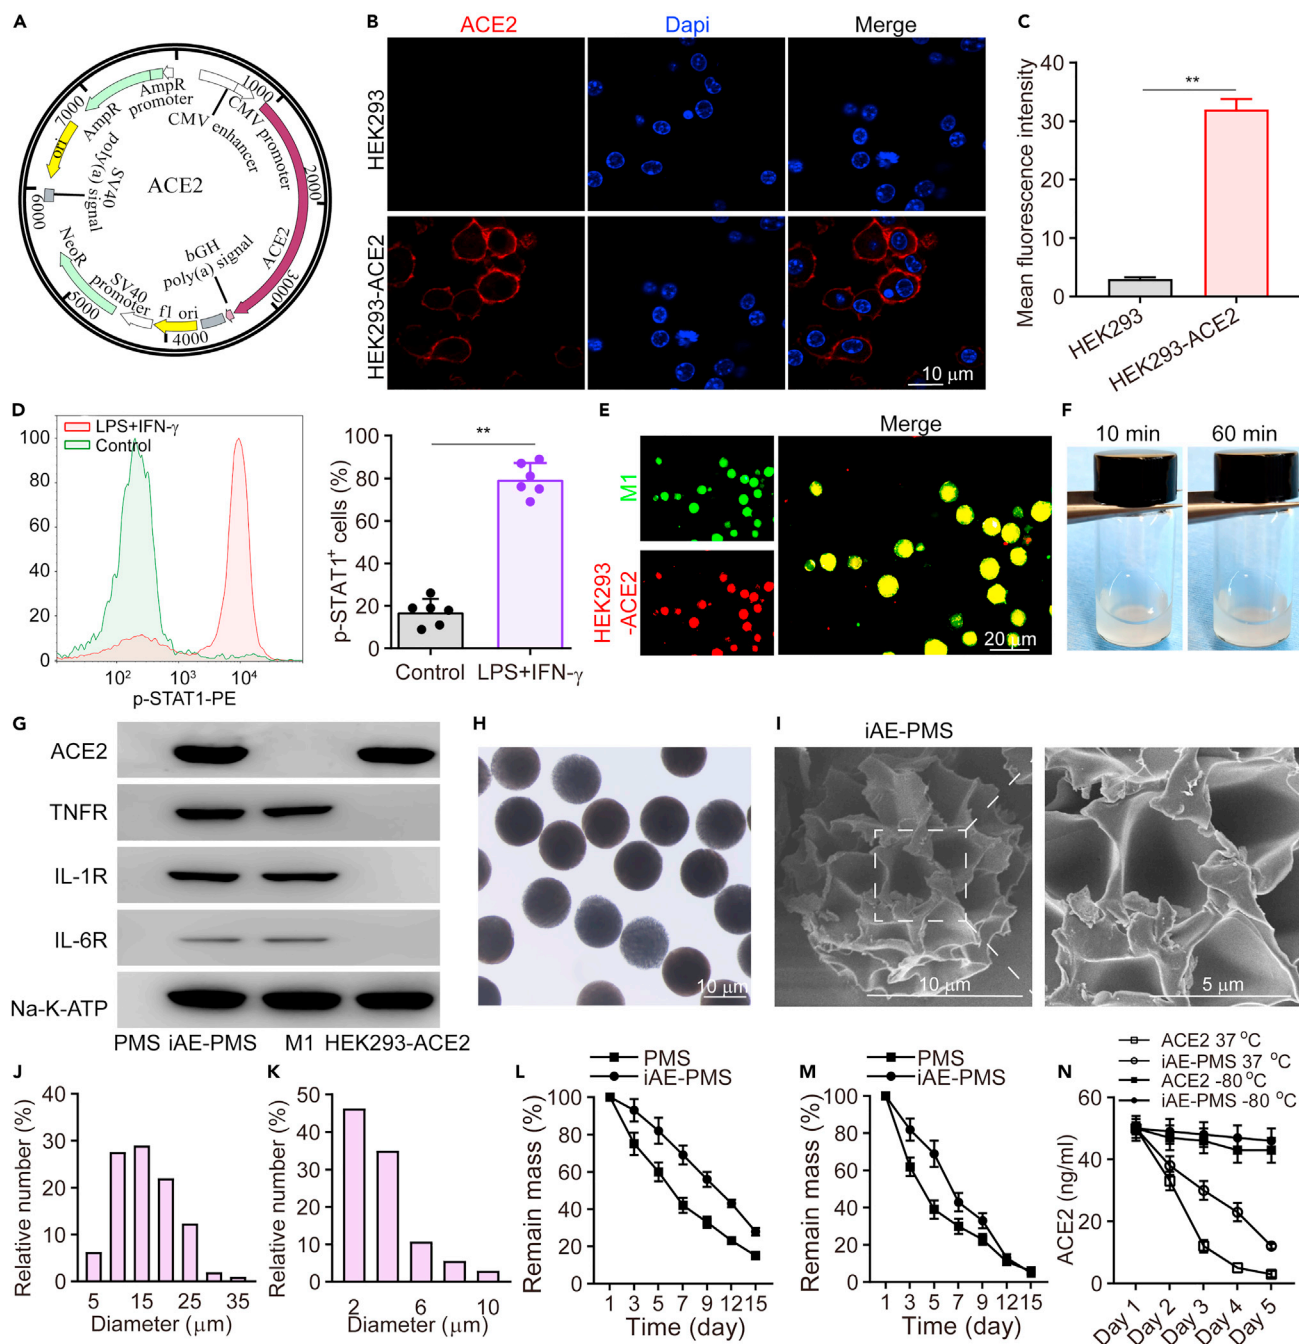 A
AmpR promoter
AmpR
ori
SV40 poly(a) signal
NeoR
SV40 promoter
f1 ori
bGH poly(a) signal
ACE2
CMV promoter
CMV enhancer
ACE2
1000
2000
3000
4000
5000
6000
7000
B
ACE2
Dapi
Merge
HEK293
HEK293-ACE2
10 μm
C
Mean fluorescence intensity
40
30
20
10
0
**
HEK293
HEK293-ACE2
D
LPS+IFN-γ
Control
100
80
60
40
20
0
10²
10³
10⁴
p-STAT1-PE
p-STAT1⁺ cells (%)
100
80
60
40
20
0
**
Control
LPS+IFN-γ
E
M1
HEK293
-ACE2
Merge
20 μm
F
10 min
60 min
G
ACE2
TNFR
IL-1R
IL-6R
Na-K-ATP
PMS iAE-PMS M1 HEK293-ACE2
H
10 μm
I
iAE-PMS
10 μm
5 μm
J
Relative number (%)
40
30
20
10
0
5 15 25 35
Diameter (μm)
K
Relative number (%)
50
40
30
20
10
0
2 6 10
Diameter (μm)
L
PMS
iAE-PMS
Remain mass (%)
100
80
60
40
20
0
1 3 5 7 9 12 15
Time (day)
M
PMS
iAE-PMS
Remain mass (%)
100
80
60
40
20
0
1 3 5 7 9 12 15
Time (day)
N
ACE2 37 °C
iAE-PMS 37 °C
ACE2 -80 °C
iAE-PMS -80 °C
ACE2 (ng/ml)
60
40
20
0
Day 1
Day 2
Day 3
Day 4
Day 5